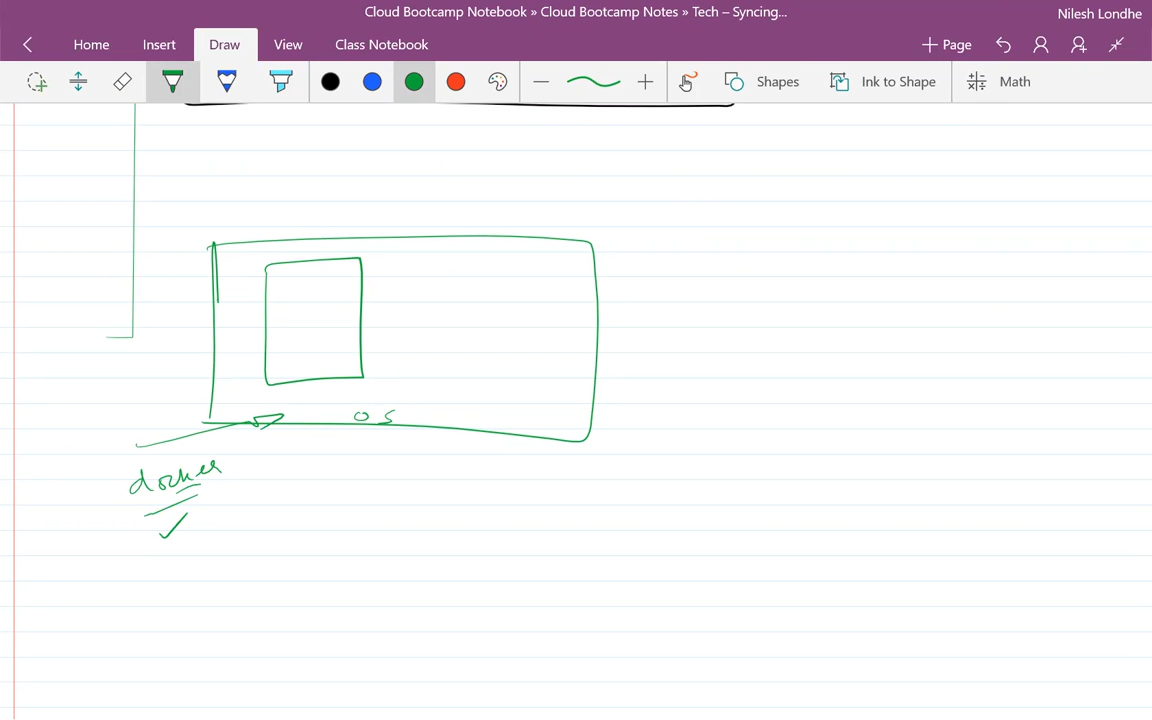 Cloud Bootcamp Notebook » Cloud Bootcamp Notes » Tech – Syncing...
Nilesh Londhe
Home Insert Draw View Class Notebook Page
Shapes Ink to Shape Math
OS
docker